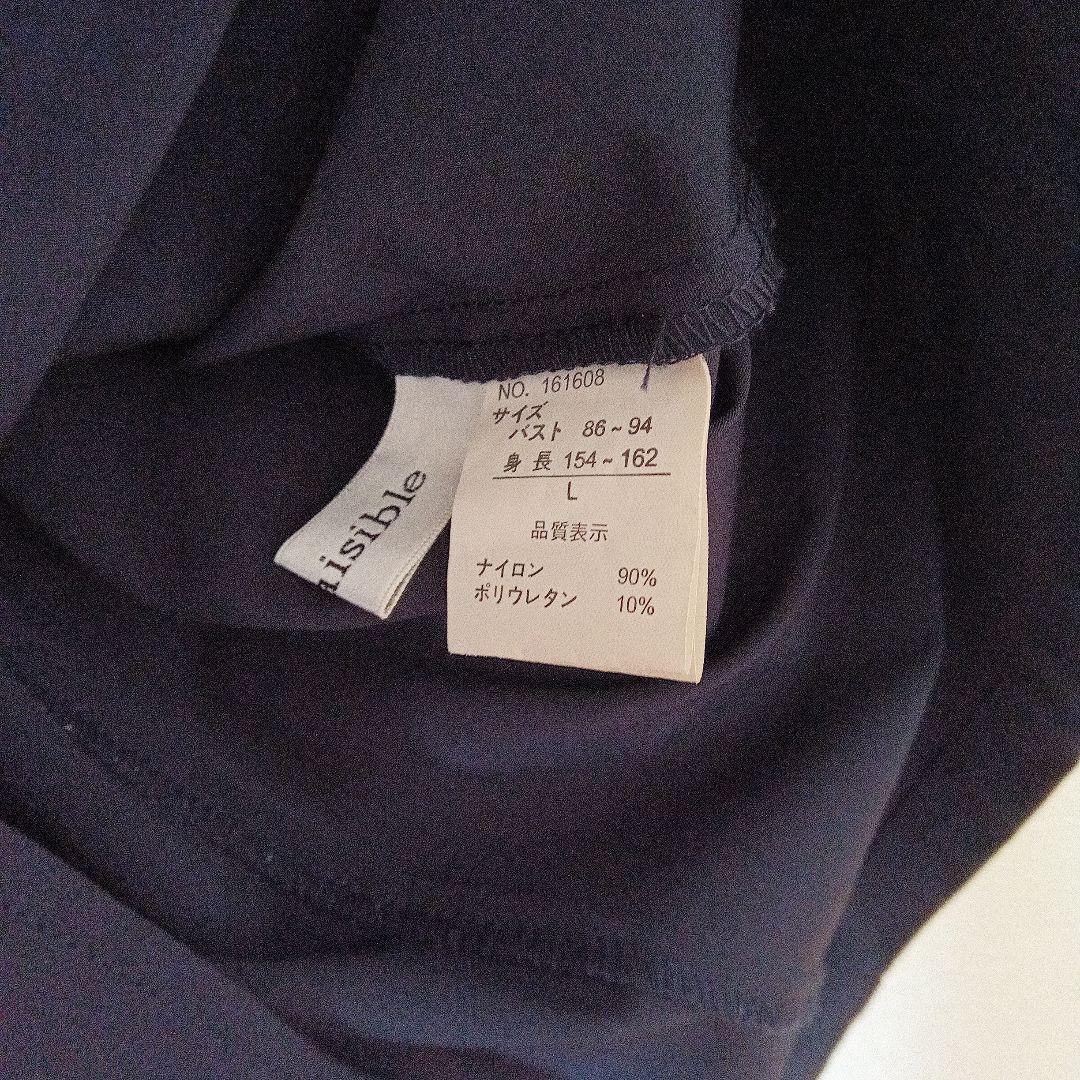 NO. 161608
サイズ
バスト 86~94
身長 154~162
L
品質表示
ナイロン 90%
ポリウレタン 10%